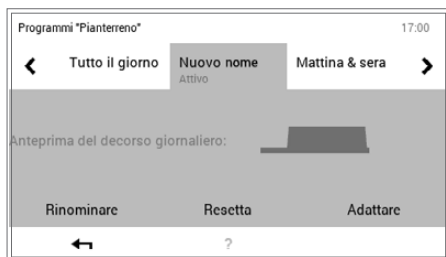 Programmi "Pianterreno" 17:00
Tutto il giorno Nuovo nome Mattina & sera
Attivo
Anteprima del decorso giornaliero:
Rinominare Resetta Adattare
?